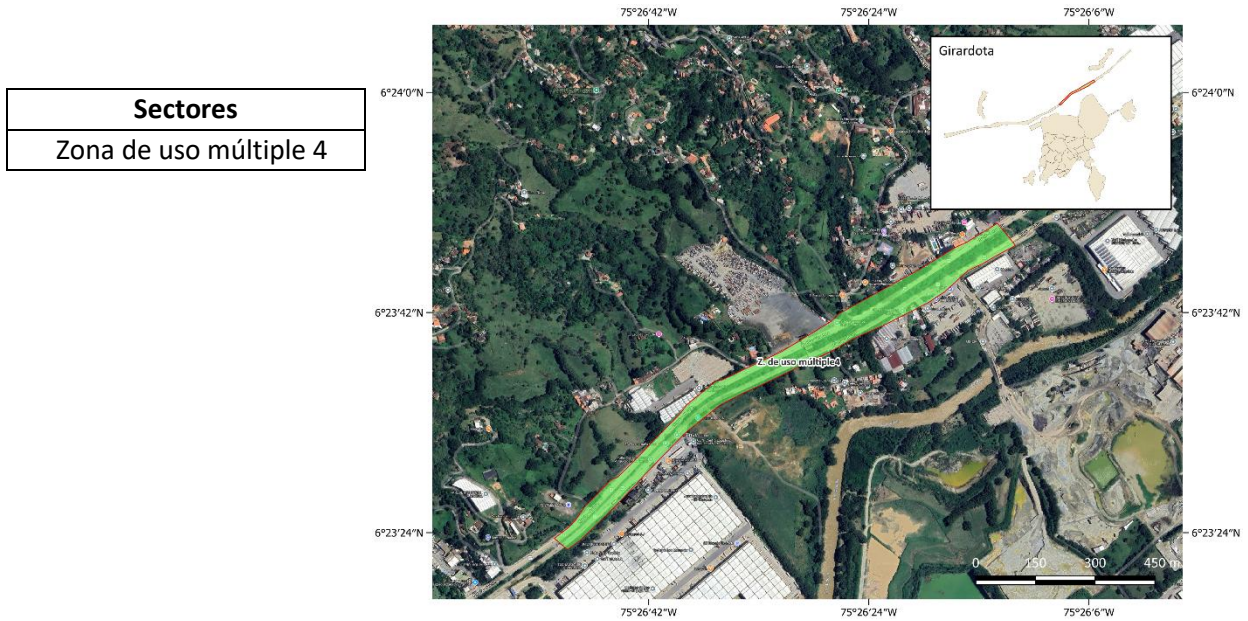 Sectores
Zona de uso múltiple 4
75°26′42″W
75°26′24″W
75°26′6″W
6°24′0″N
Girardota
6°24′0″N
6°23′42″N
6°23′42″N
Z. de uso múltiple4
6°23′24″N
6°23′24″N
0 150 300 450 m
75°26′42″W
75°26′24″W
75°26′6″W